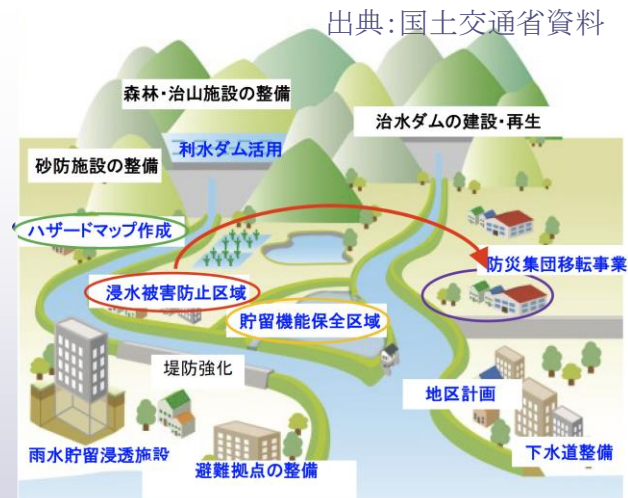 出典:国土交通省資料
森林・治山施設の整備
治水ダムの建設・再生
利水ダム活用
砂防施設の整備
ハザードマップ作成
防災集団移転事業
浸水被害防止区域
貯留機能保全区域
堤防強化
地区計画
雨水貯留浸透施設
避難拠点の整備
下水道整備